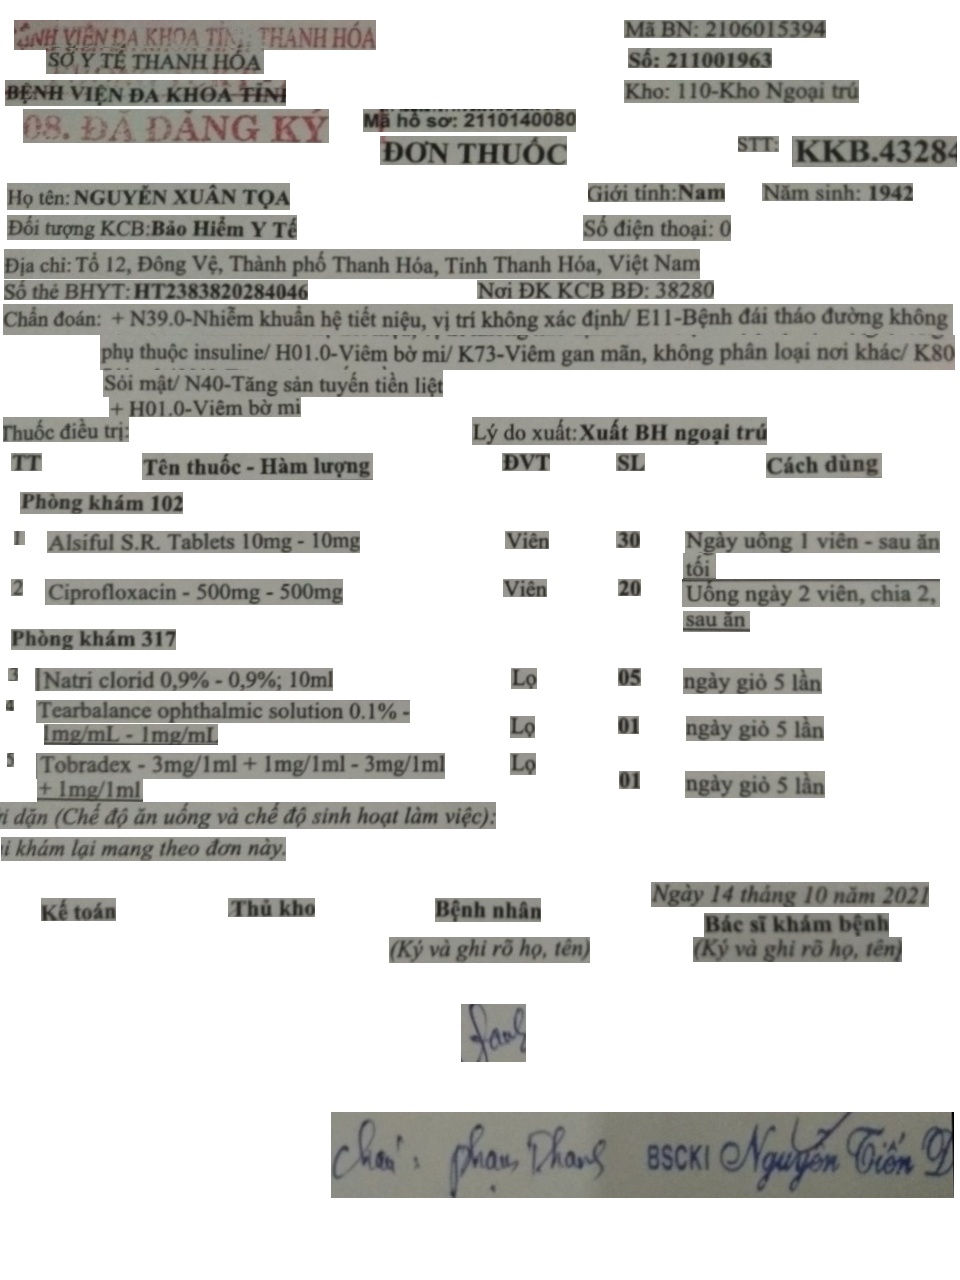 BỆNH VIỆN ĐA KHOA TỈNH THANH HÓA
Mã BN: 2106015394
SỞ Y TẾ THANH HÓA
Số: 211001963
BỆNH VIỆN ĐA KHOA TỈNH
Kho: 110-Kho Ngoại trú
08. ĐÃ ĐĂNG KÝ
Mã hồ sơ: 2110140080
ĐƠN THUỐC
STT: KKB.43284
Họ tên: NGUYỄN XUÂN TỌA
Giới tính: Nam
Năm sinh: 1942
Đối tượng KCB: Bảo Hiểm Y Tế
Số điện thoại: 0
Địa chỉ: Tổ 12, Đông Vệ, Thành phố Thanh Hóa, Tỉnh Thanh Hóa, Việt Nam
Số thẻ BHYT: HT2383820284046
Nơi ĐK KCB BĐ: 38280
Chẩn đoán: + N39.0-Nhiễm khuẩn hệ tiết niệu, vị trí không xác định/ E11-Bệnh đái tháo đường không
phụ thuộc insuline/ H01.0-Viêm bờ mi/ K73-Viêm gan mãn, không phân loại nơi khác/ K80
Sỏi mật/ N40-Tăng sản tuyến tiền liệt
+ H01.0-Viêm bờ mi
Thuốc điều trị:
Lý do xuất: Xuất BH ngoại trú
TT Tên thuốc - Hàm lượng ĐVT SL Cách dùng
Phòng khám 102
1 Alsiful S.R. Tablets 10mg - 10mg Viên 30 Ngày uống 1 viên - sau ăn
tối
2 Ciprofloxacin - 500mg - 500mg Viên 20 Uống ngày 2 viên, chia 2,
sau ăn
Phòng khám 317
3 Natri clorid 0,9% - 0,9%; 10ml Lọ 05 ngày giỏ 5 lần
4 Tearbalance ophthalmic solution 0.1% -
1mg/mL - 1mg/mL Lọ 01 ngày giỏ 5 lần
5 Tobradex - 3mg/1ml + 1mg/1ml - 3mg/1ml Lọ
+ 1mg/1ml 01 ngày giỏ 5 lần
i dặn (Chế độ ăn uống và chế độ sinh hoạt làm việc):
i khám lại mang theo đơn này.
Ngày 14 tháng 10 năm 2021
Kế toán Thủ kho Bệnh nhân Bác sĩ khám bệnh
(Ký và ghi rõ họ, tên) (Ký và ghi rõ họ, tên)
BSCKI Nguyễn Tiến